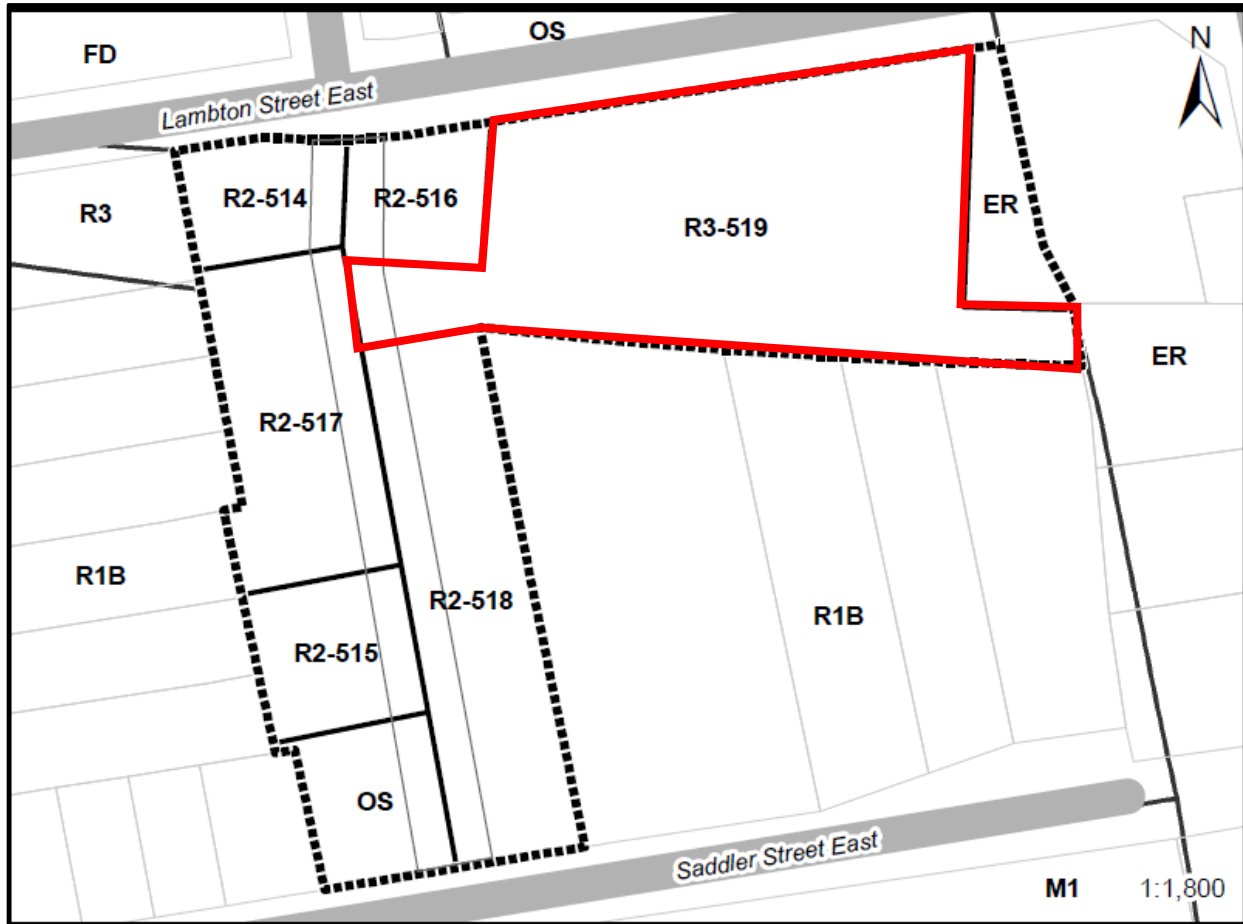 OS
FD
N
Lambton Street East
R2-514
R2-516
R3
ER
R3-519
ER
R2-517
R1B
R2-518
R1B
R2-515
OS
Saddler Street East
M1
1:1,800